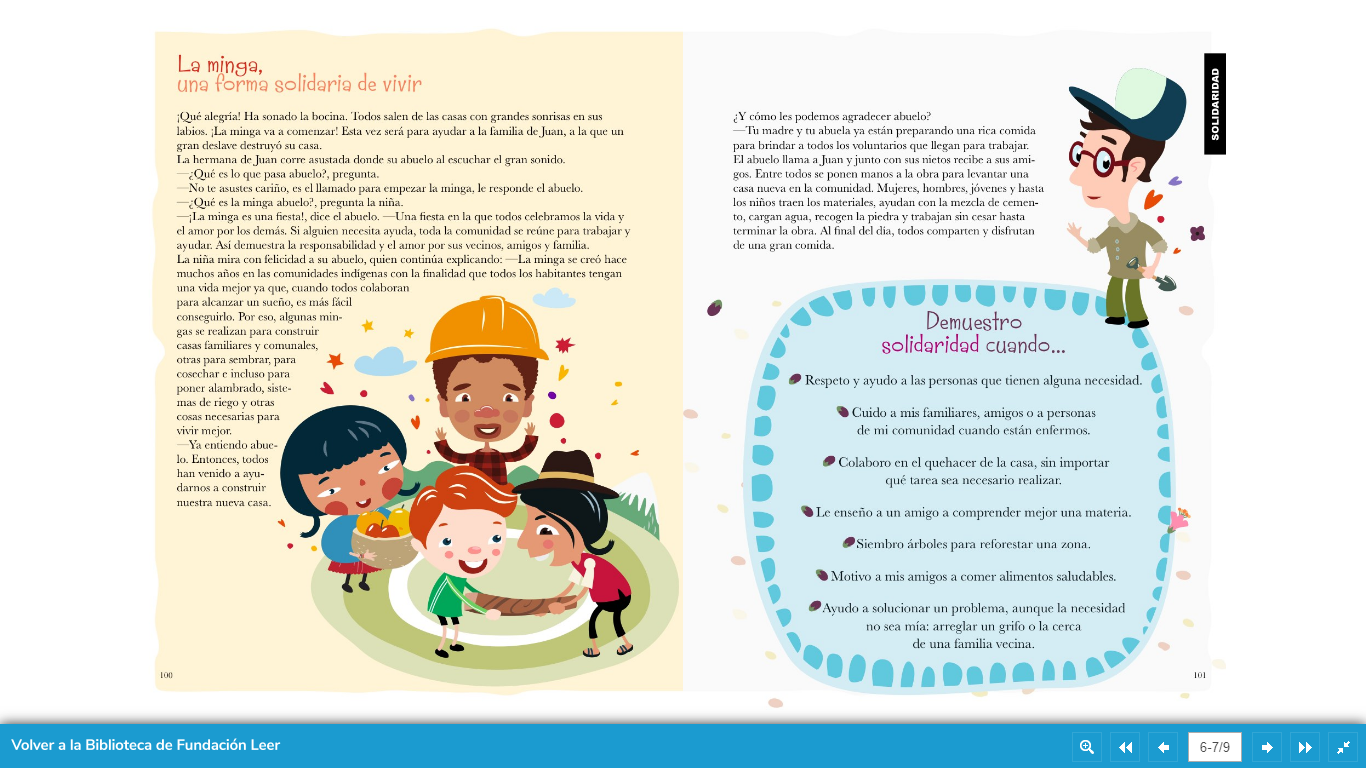 La minga,
una forma solidaria de vivir
¡Qué alegría! Ha sonado la bocina. Todos salen de las casas con grandes sonrisas en sus
labios. ¡La minga va a comenzar! Esta vez será para ayudar a la familia de Juan, a la que un
gran deslave destruyó su casa.
La hermana de Juan corre asustada donde su abuelo al escuchar el gran sonido.
—¿Qué es lo que pasa abuelo?, pregunta.
—No te asustes cariño, es el llamado para empezar la minga, le responde el abuelo.
—¿Qué es la minga abuelo?, pregunta la niña.
—¡La minga es una fiesta!, dice el abuelo. —Una fiesta en la que todos celebramos la vida y
el amor por los demás. Si alguien necesita ayuda, toda la comunidad se reúne para trabajar y
ayudar. Así demuestra la responsabilidad y el amor por sus vecinos, amigos y familia.
La niña mira con felicidad a su abuelo, quien continúa explicando: —La minga se creó hace
muchos años en las comunidades indígenas con la finalidad que todos los habitantes tengan
una vida mejor ya que, cuando todos colaboran
para alcanzar un sueño, es más fácil
conseguirlo. Por eso, algunas min-
gas se realizan para construir
casas familiares y comunales,
otras para sembrar, para
cosechar e incluso para
poner alambrado, siste-
mas de riego y otras
cosas necesarias para
vivir mejor.
—Ya entiendo abue-
lo. Entonces, todos
han venido a ayu-
darnos a construir
nuestra nueva casa.
100
¿Y cómo les podemos agradecer abuelo?
—Tu madre y tu abuela ya están preparando una rica comida
para brindar a todos los voluntarios que llegan para trabajar.
El abuelo llama a Juan y junto con sus nietos recibe a sus ami-
gos. Entre todos se ponen manos a la obra para levantar una
casa nueva en la comunidad. Mujeres, hombres, jóvenes y hasta
los niños traen los materiales, ayudan con la mezcla de cemen-
to, cargan agua, recogen la piedra y trabajan sin cesar hasta
terminar la obra. Al final del día, todos comparten y disfrutan
de una gran comida.
SOLIDARIDAD
Demuestro
solidaridad cuando...
Respeto y ayudo a las personas que tienen alguna necesidad.
Cuido a mis familiares, amigos o a personas
de mi comunidad cuando están enfermos.
Colaboro en el quehacer de la casa, sin importar
qué tarea sea necesario realizar.
Le enseño a un amigo a comprender mejor una materia.
Siembro árboles para reforestar una zona.
Motivo a mis amigos a comer alimentos saludables.
Ayudo a solucionar un problema, aunque la necesidad
no sea mía: arreglar un grifo o la cerca
de una familia vecina.
101
Volver a la Biblioteca de Fundación Leer
6-7/9